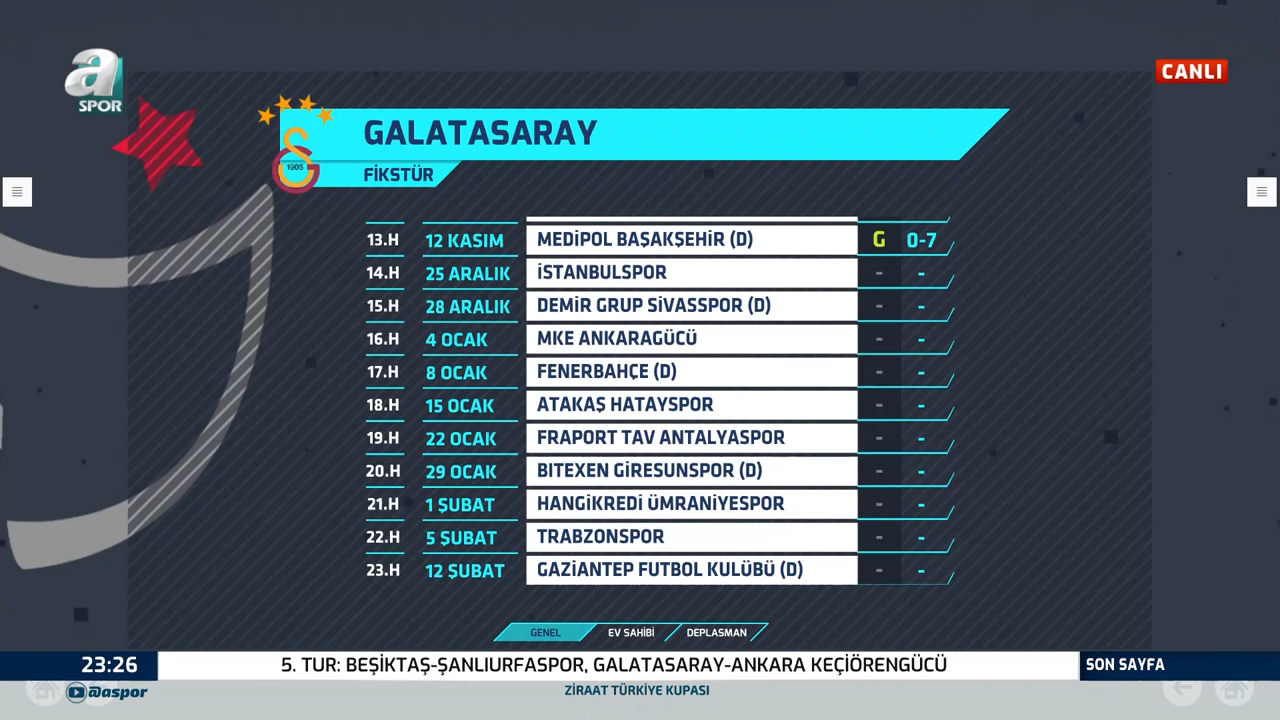 a
SPOR
CANLI
GALATASARAY
1905
FİKSTÜR
13.H 12 KASIM MEDİPOL BAŞAKŞEHİR (D) G 0-7
14.H 25 ARALIK İSTANBULSPOR - -
15.H 28 ARALIK DEMİR GRUP SİVASSPOR (D) - -
16.H 4 OCAK MKE ANKARAGÜCÜ - -
17.H 8 OCAK FENERBAHÇE (D) - -
18.H 15 OCAK ATAKAŞ HATAYSPOR - -
19.H 22 OCAK FRAPORT TAV ANTALYASPOR - -
20.H 29 OCAK BITEXEN GİRESUNSPOR (D) - -
21.H 1 ŞUBAT HANGİKREDİ ÜMRANİYESPOR - -
22.H 5 ŞUBAT TRABZONSPOR - -
23.H 12 ŞUBAT GAZİANTEP FUTBOL KULÜBÜ (D) - -
GENEL EV SAHİBİ DEPLASMAN
23:26 5. TUR: BEŞİKTAŞ-ŞANLIURFASPOR, GALATASARAY-ANKARA KEÇİÖRENGÜCÜ SON SAYFA
@aspor ZİRAAT TÜRKİYE KUPASI